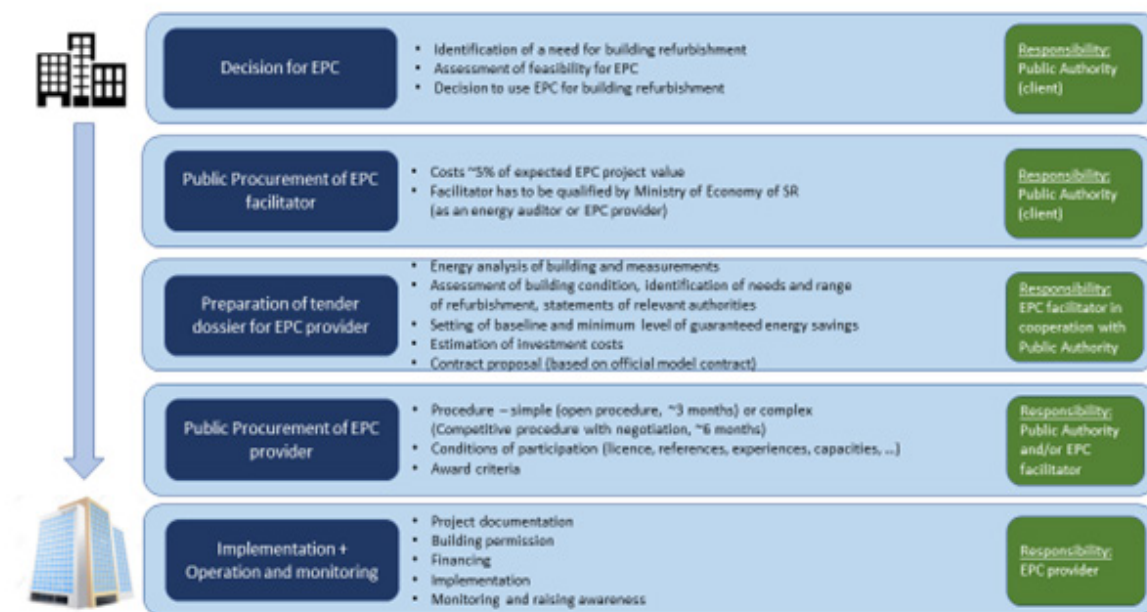 Decision for EPC
• Identification of a need for building refurbishment
• Assessment of feasibility for EPC
• Decision to use EPC for building refurbishment
Responsibility:
Public Authority
(client)
Public Procurement of EPC
facilitator
• Costs ~5% of expected EPC project value
• Facilitator has to be qualified by Ministry of Economy of SR
(as an energy auditor or EPC provider)
Responsibility:
Public Authority
(client)
Preparation of tender
dossier for EPC provider
• Energy analysis of building and measurements
• Assessment of building condition, identification of needs and range
of refurbishment, statements of relevant authorities
• Setting of baseline and minimum level of guaranteed energy savings
• Estimation of investment costs
• Contract proposal (based on official model contract)
Responsibility:
EPC facilitator in
cooperation with
Public Authority
Public Procurement of EPC
provider
• Procedure – simple (open procedure, ~3 months) or complex
(Competitive procedure with negotiation, ~6 months)
• Conditions of participation (licence, references, experiences, capacities, ...)
• Award criteria
Responsibility:
Public Authority
and/or EPC
facilitator
Implementation +
Operation and monitoring
• Project documentation
• Building permission
• Financing
• Implementation
• Monitoring and raising awareness
Responsibility:
EPC provider